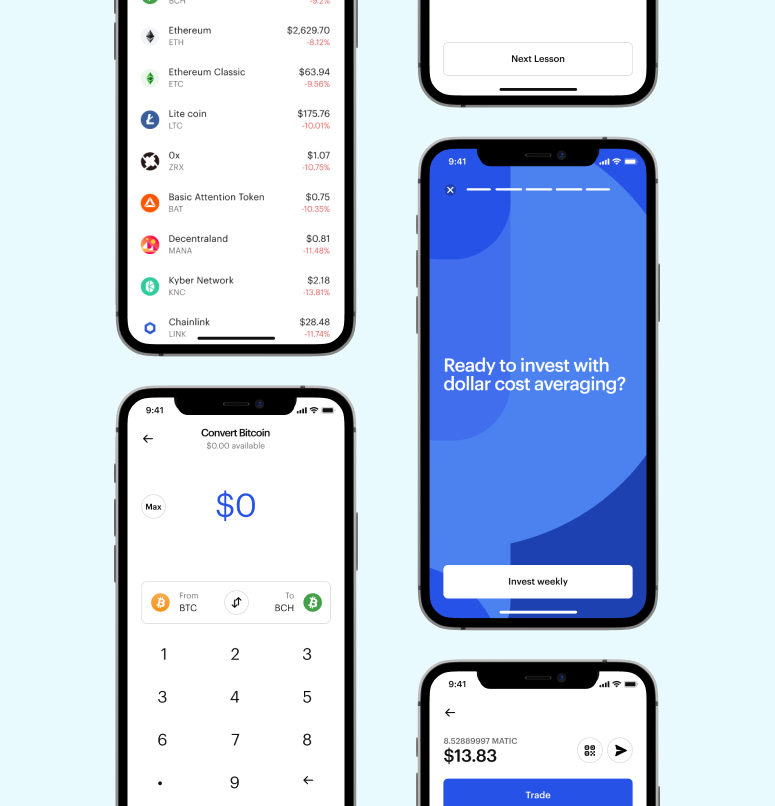 BCH
-9.2%
Ethereum
$2,629.70
ETH
-8.12%
Ethereum Classic
$63.94
ETC
-9.56%
Lite coin
$175.76
LTC
-10.01%
0x
$1.07
ZRX
-10.75%
Basic Attention Token
$0.75
BAT
-10.35%
Decentraland
$0.81
MANA
-11.48%
Kyber Network
$2.18
KNC
-13.81%
Chainlink
$28.48
LINK
-11.74%
9:41
Convert Bitcoin
$0.00 available
Max
$0
From
BTC
To
BCH
1 2 3
3 4 5
6 7 8
. 9
Next Lesson
9:41
Ready to invest with
dollar cost averaging?
Invest weekly
9:41
8.52889997 MATIC
$13.83
Trade